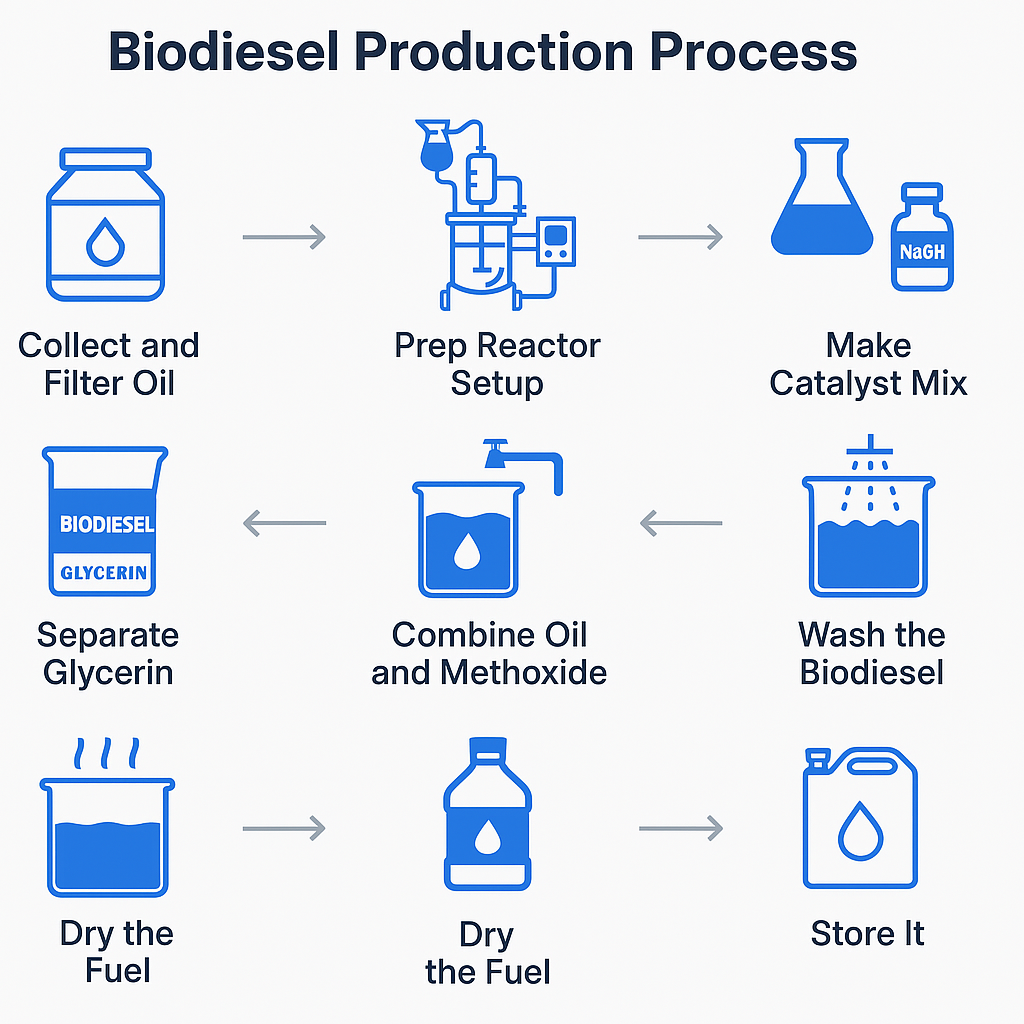 Biodiesel Production Process
NaGH
Collect and
Filter Oil
Prep Reactor
Setup
Make
Catalyst Mix
BIODIESEL
GLYCERIN
Separate
Glycerin
Combine Oil
and Methoxide
Wash the
Biodiesel
Dry the
Fuel
Dry
the Fuel
Store It